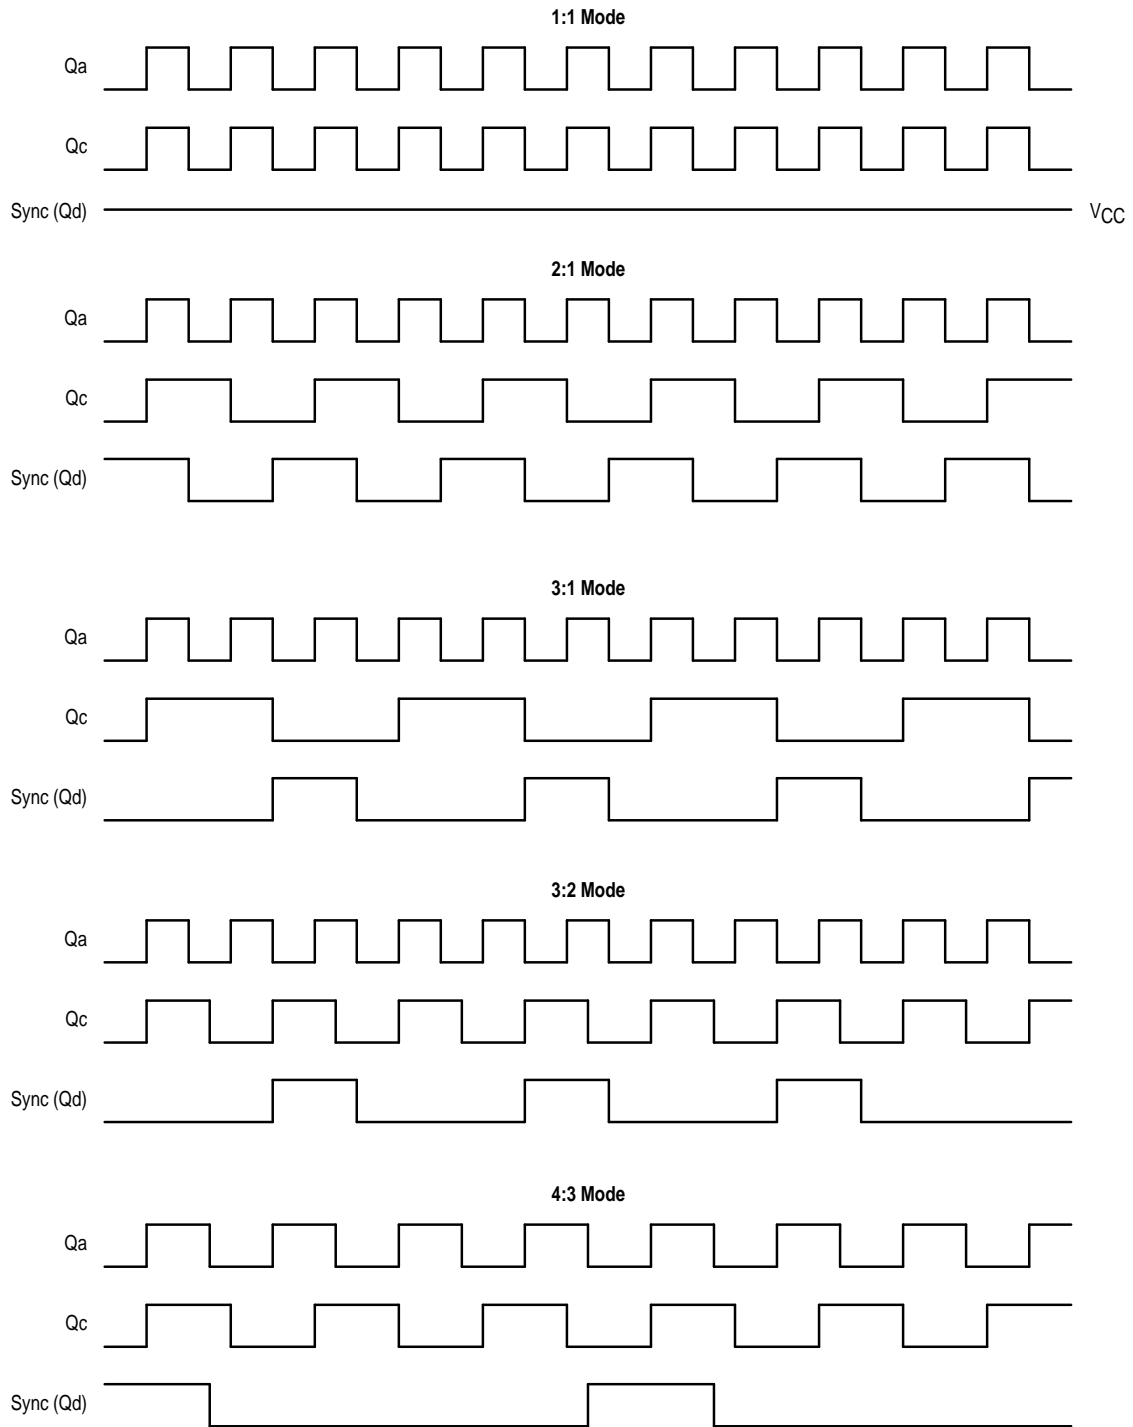 1:1 Mode
Qa
Qc
Sync (Qd)
VCC
2:1 Mode
Qa
Qc
Sync (Qd)
3:1 Mode
Qa
Qc
Sync (Qd)
3:2 Mode
Qa
Qc
Sync (Qd)
4:3 Mode
Qa
Qc
Sync (Qd)